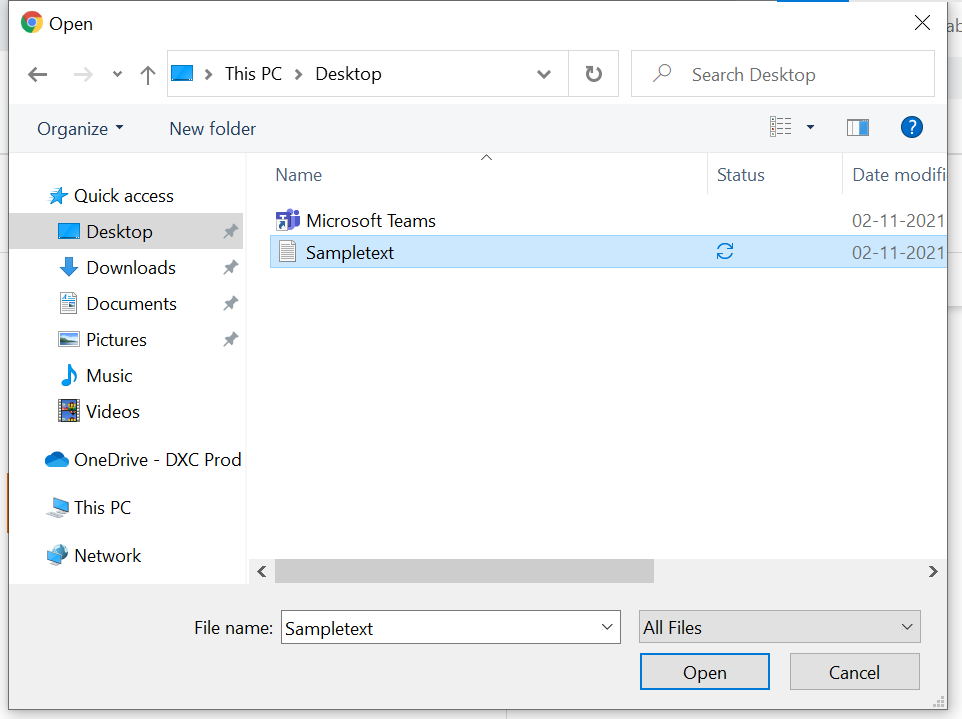 Open
This PC > Desktop
Search Desktop
Organize
New folder
?
Name
Status
Date modifi
Quick access
Desktop
Downloads
Documents
Pictures
Music
Videos
OneDrive - DXC Prod
This PC
Network
Microsoft Teams 02-11-2021
Sampletext 02-11-2021
File name: Sampletext
All Files
Open
Cancel